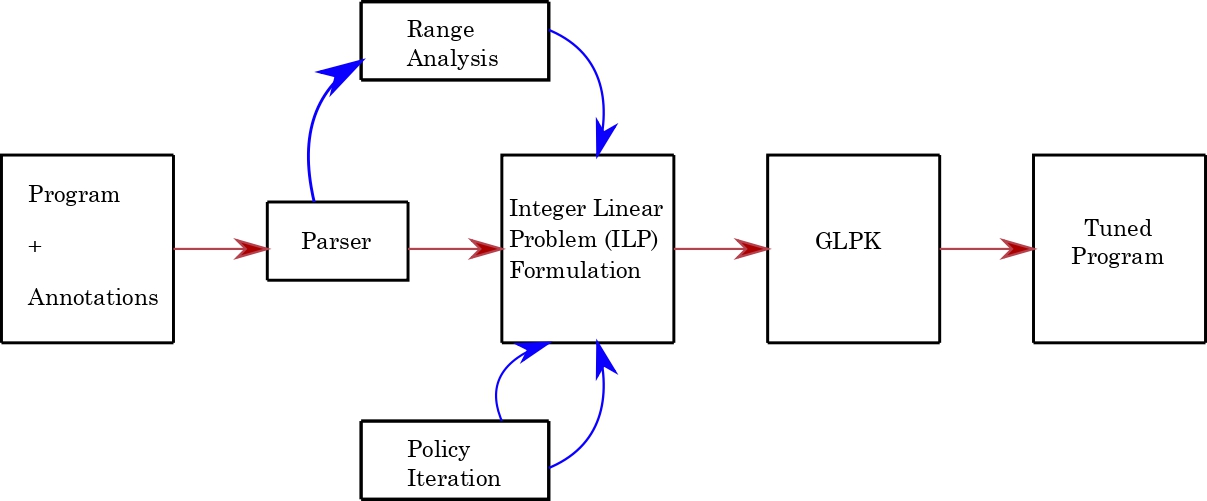 Range
Analysis
Program
+
Annotations
Parser
Integer Linear
Problem (ILP)
Formulation
GLPK
Tuned
Program
Policy
Iteration